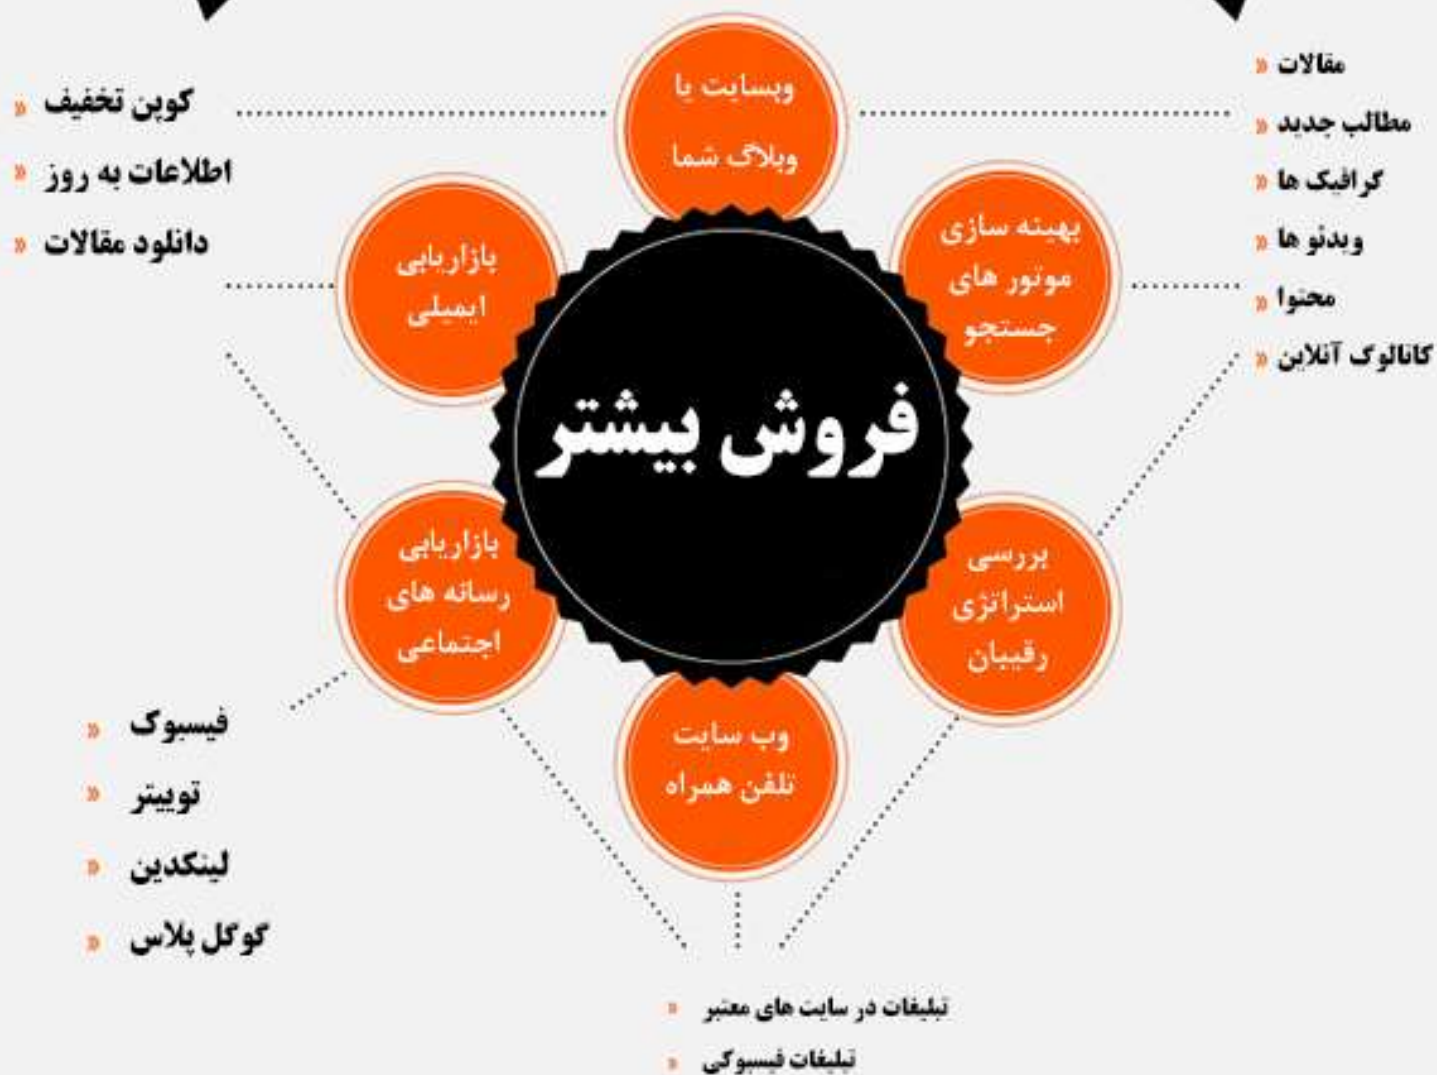 وبسایت یا
وبلاگ شما
بهینه سازی
موتور های
جستجو
بررسی
استراتژی
رقیبان
وب سایت
تلفن همراه
بازاریابی
رسانه های
اجتماعی
بازاریابی
ایمیلی
فروش بیشتر
مقالات «
مطالب جدید «
گرافیک ها «
ویدئو ها «
محتوا «
کاتالوگ آنلاین «
کوپن تخفیف «
اطلاعات به روز «
دانلود مقالات «
فیسبوک «
توییتر «
لینکدین «
گوگل پلاس «
تبلیغات در سایت های معتبر «
تبلیغات فیسبوکی «